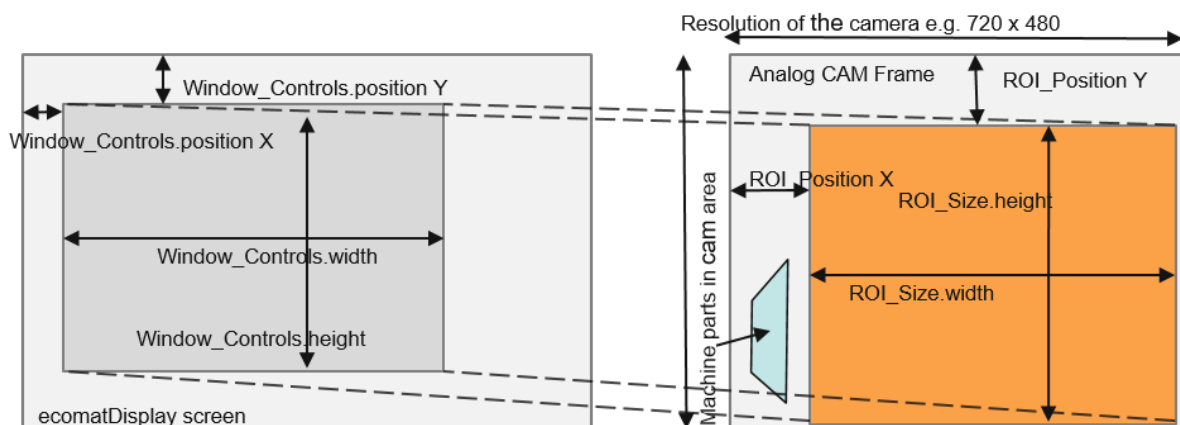 Resolution of the camera e.g. 720 x 480
Analog CAM Frame
ROI_Position Y
Window_Controls.position Y
Window_Controls.position X
ROI_Position X
ROI_Size.height
Window_Controls.width
ROI_Size.width
Window_Controls.height
Machine parts in cam area
ecomatDisplay screen